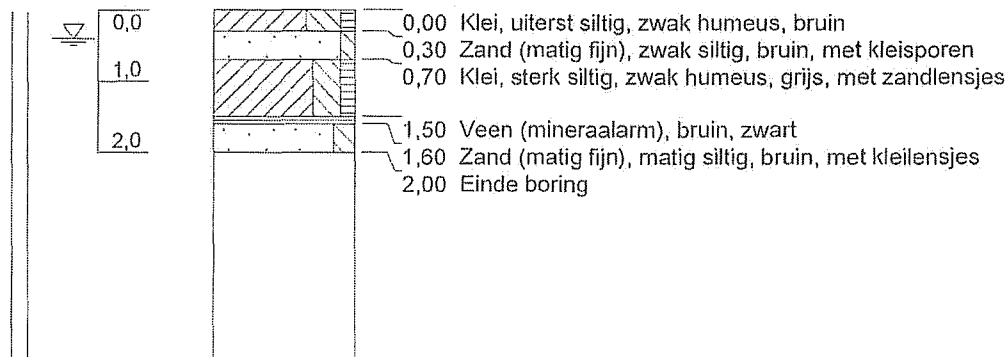 0,0
1,0
2,0
0,00 Klei, uiterst siltig, zwak humeus, bruin
0,30 Zand (matig fijn), zwak siltig, bruin, met kleisporen
0,70 Klei, sterk siltig, zwak humeus, grijs, met zandlensjes
1,50 Veen (mineraalarm), bruin, zwart
1,60 Zand (matig fijn), matig siltig, bruin, met kleilensjes
2,00 Einde boring